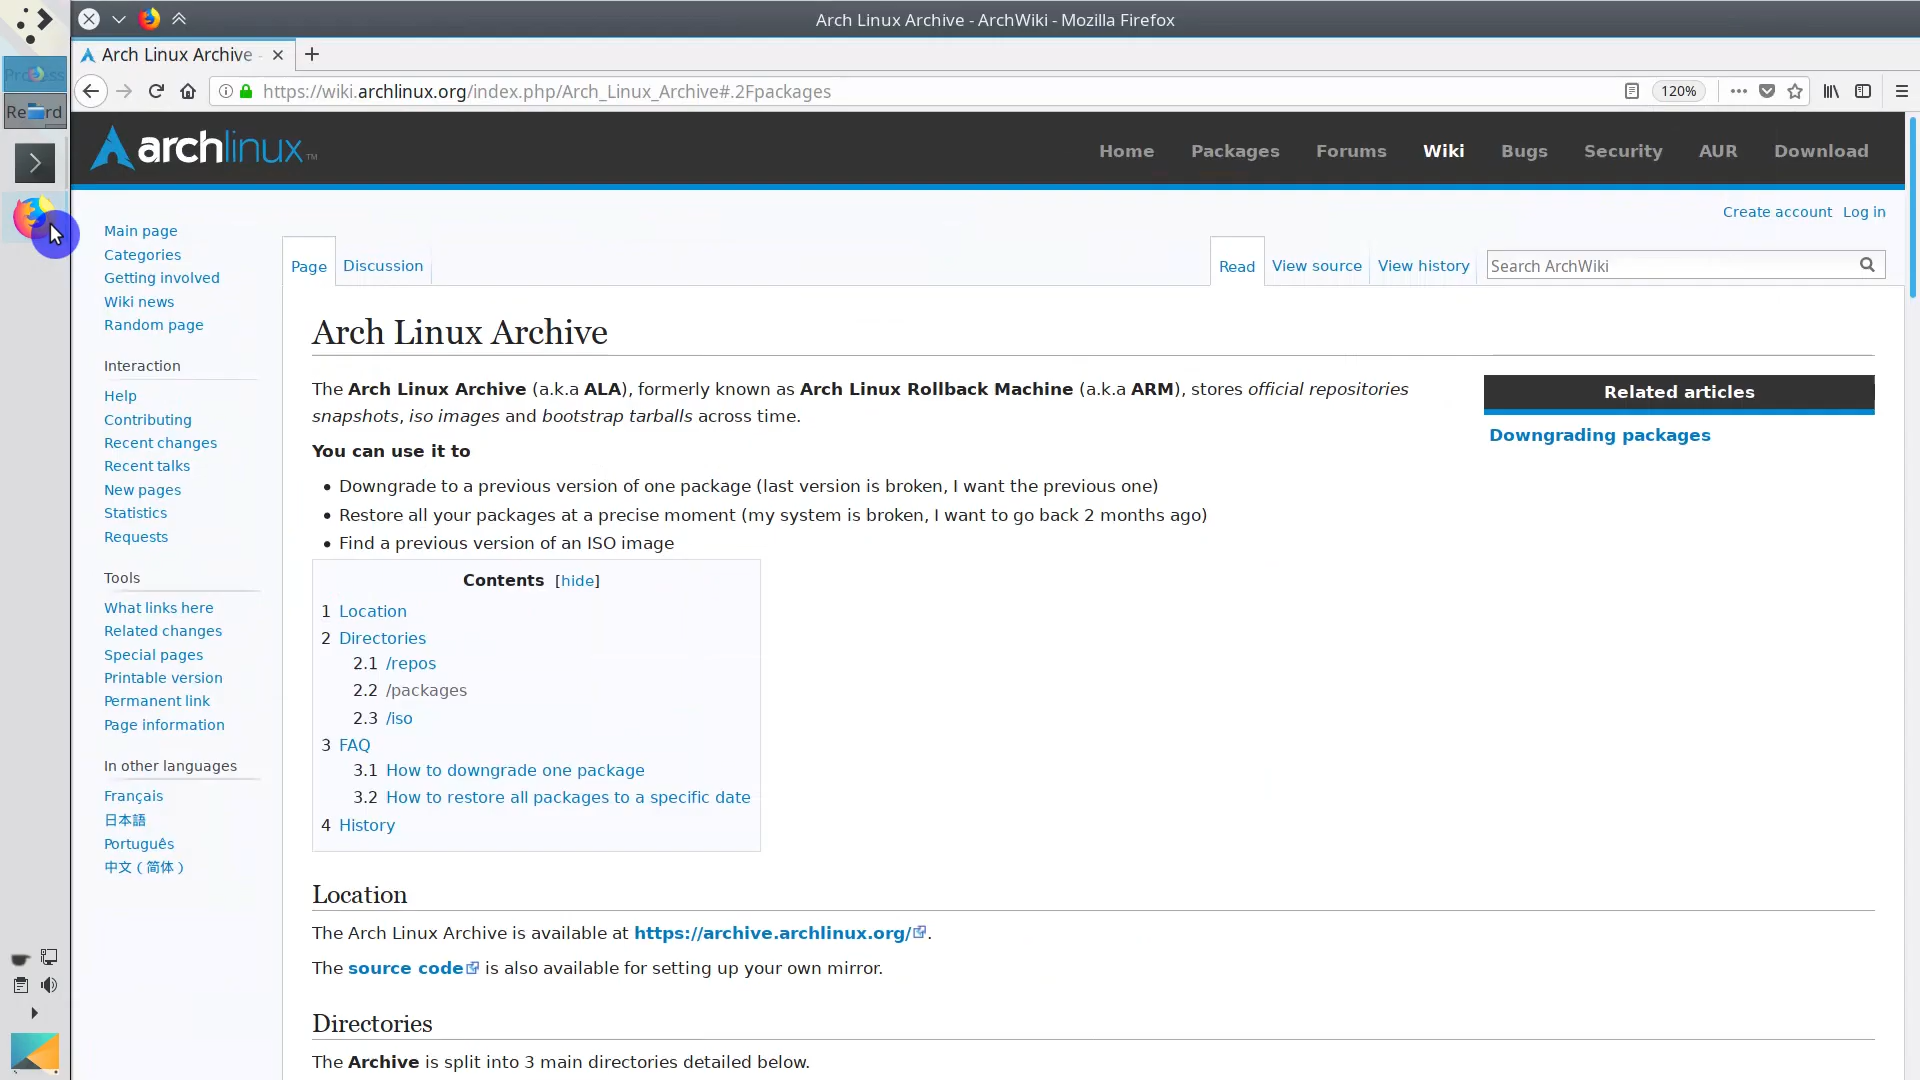 Arch Linux Archive - ArchWiki - Mozilla Firefox
Arch Linux Archive -
https://wiki.archlinux.org/index.php/Arch_Linux_Archive#.2Fpackages
120%
archlinux™
Home
Packages
Forums
Wiki
Bugs
Security
AUR
Download
Create account
Log in
Main page
Categories
Getting involved
Wiki news
Random page
Interaction
Help
Contributing
Recent changes
Recent talks
New pages
Statistics
Requests
Tools
What links here
Related changes
Special pages
Printable version
Permanent link
Page information
In other languages
Français
日本語
Português
中文（简体）
Page
Discussion
Read
View source
View history
Search ArchWiki
Arch Linux Archive
The Arch Linux Archive (a.k.a ALA), formerly known as Arch Linux Rollback Machine (a.k.a ARM), stores official repositories
snapshots, iso images and bootstrap tarballs across time.
Related articles
Downgrading packages
You can use it to
• Downgrade to a previous version of one package (last version is broken, I want the previous one)
• Restore all your packages at a precise moment (my system is broken, I want to go back 2 months ago)
• Find a previous version of an ISO image
Contents [hide]
1 Location
2 Directories
2.1 /repos
2.2 /packages
2.3 /iso
3 FAQ
3.1 How to downgrade one package
3.2 How to restore all packages to a specific date
4 History
Location
The Arch Linux Archive is available at https://archive.archlinux.org/.
The source code is also available for setting up your own mirror.
Directories
The Archive is split into 3 main directories detailed below.